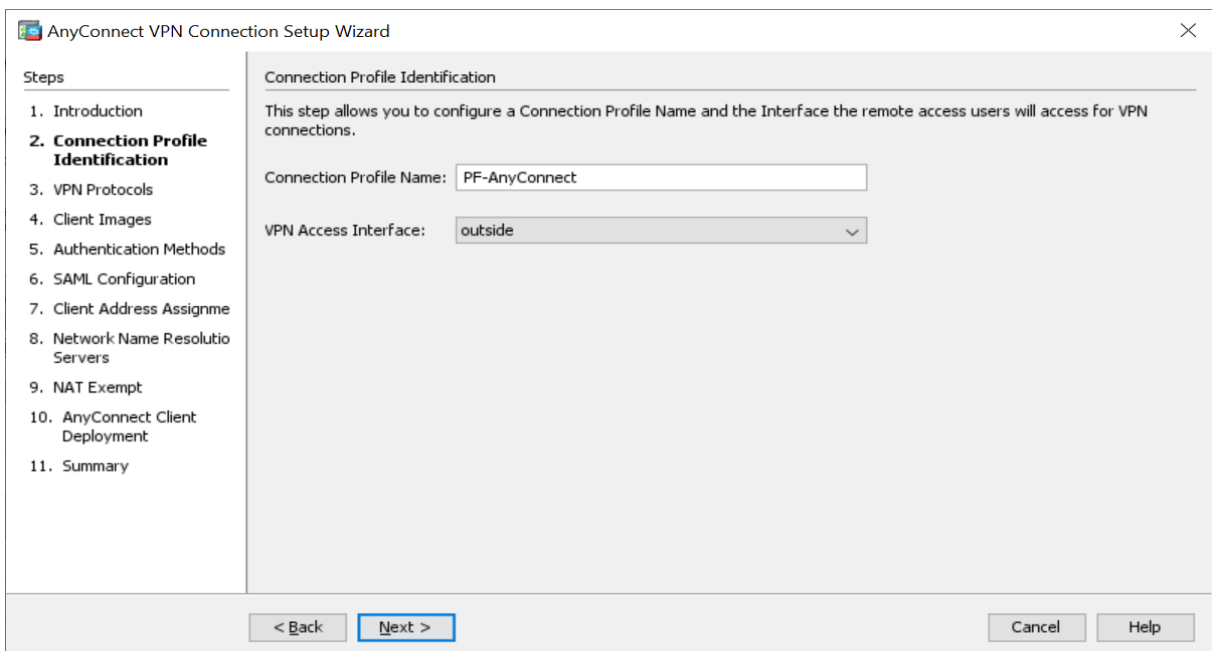 AnyConnect VPN Connection Setup Wizard
Steps
1. Introduction
2. Connection Profile
Identification
3. VPN Protocols
4. Client Images
5. Authentication Methods
6. SAML Configuration
7. Client Address Assignme
8. Network Name Resolutio
Servers
9. NAT Exempt
10. AnyConnect Client
Deployment
11. Summary
Connection Profile Identification
This step allows you to configure a Connection Profile Name and the Interface the remote access users will access for VPN
connections.
Connection Profile Name: PF-AnyConnect
VPN Access Interface: outside
< Back Next > Cancel Help